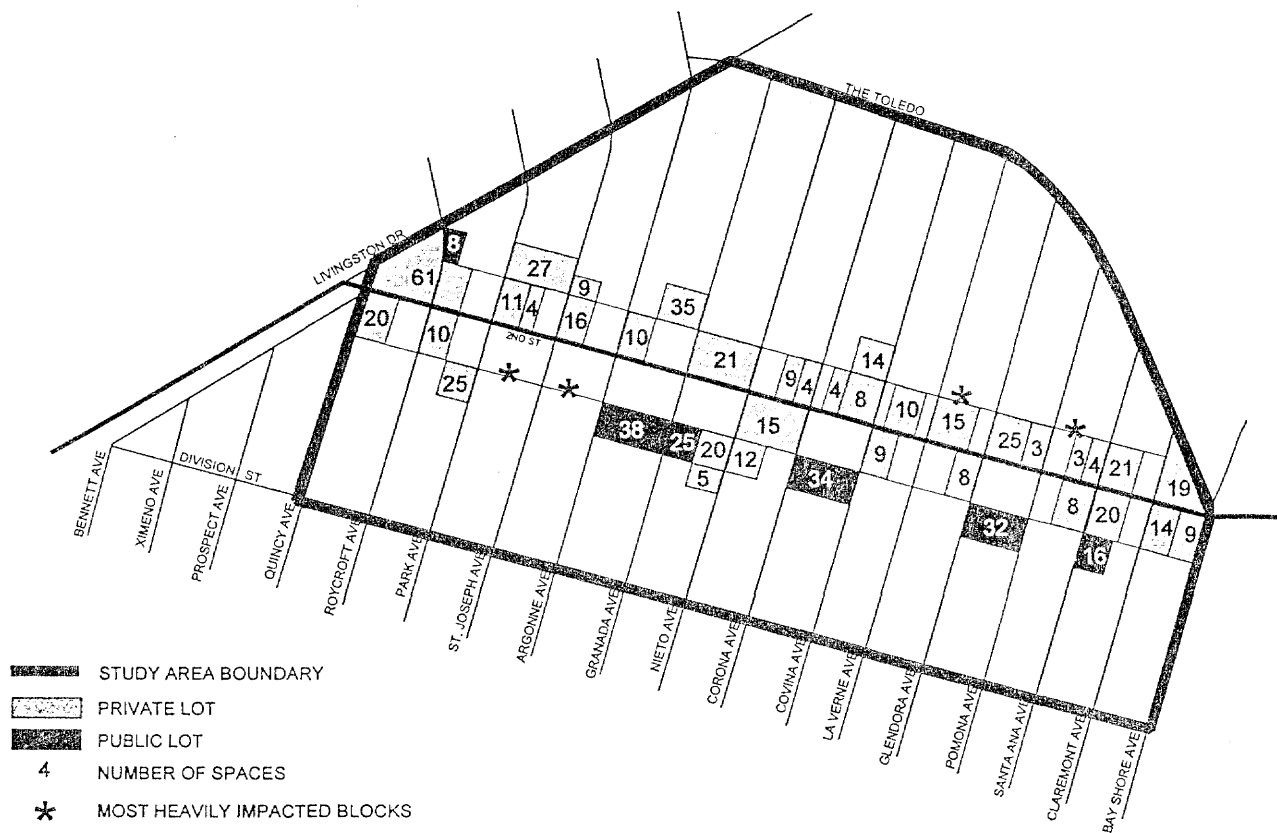 THE TOLEDO
LIVINGSTON DR
8
61
27
9
35
20
10
11
4
16
10
2ND ST
21
14
25
9
4
4
8
10
15
25
3
3
4
21
19
38
25
20
12
5
15
34
9
8
32
8
20
16
14
9
DIVISION ST
BENNETT AVE
XIMENO AVE
PROSPECT AVE
QUINCY AVE
ROYCROFT AVE
PARK AVE
ST. JOSEPH AVE
ARGONNE AVE
GRANADA AVE
NIETO AVE
CORONA AVE
COVINA AVE
LA VERNE AVE
GLENDORA AVE
POMONA AVE
SANTA ANA AVE
CLAREMONT AVE
BAY SHORE AVE
STUDY AREA BOUNDARY
PRIVATE LOT
PUBLIC LOT
4 NUMBER OF SPACES
* MOST HEAVILY IMPACTED BLOCKS